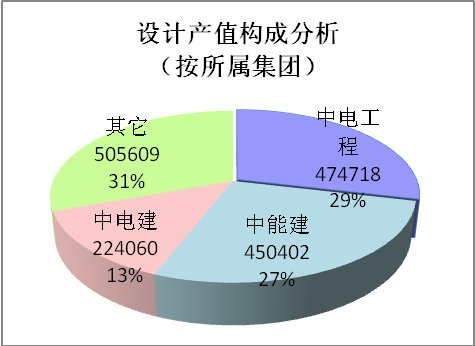 设计产值构成分析
（按所属集团）
中电工
程
474718
29%
中能建
450402
27%
中电建
224060
13%
其它
505609
31%